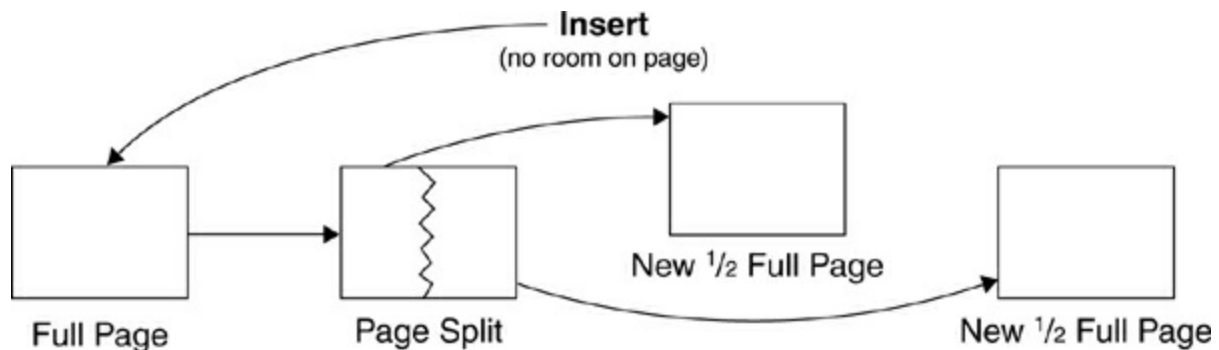 Insert
(no room on page)
Full Page
Page Split
New 1/2 Full Page
New 1/2 Full Page